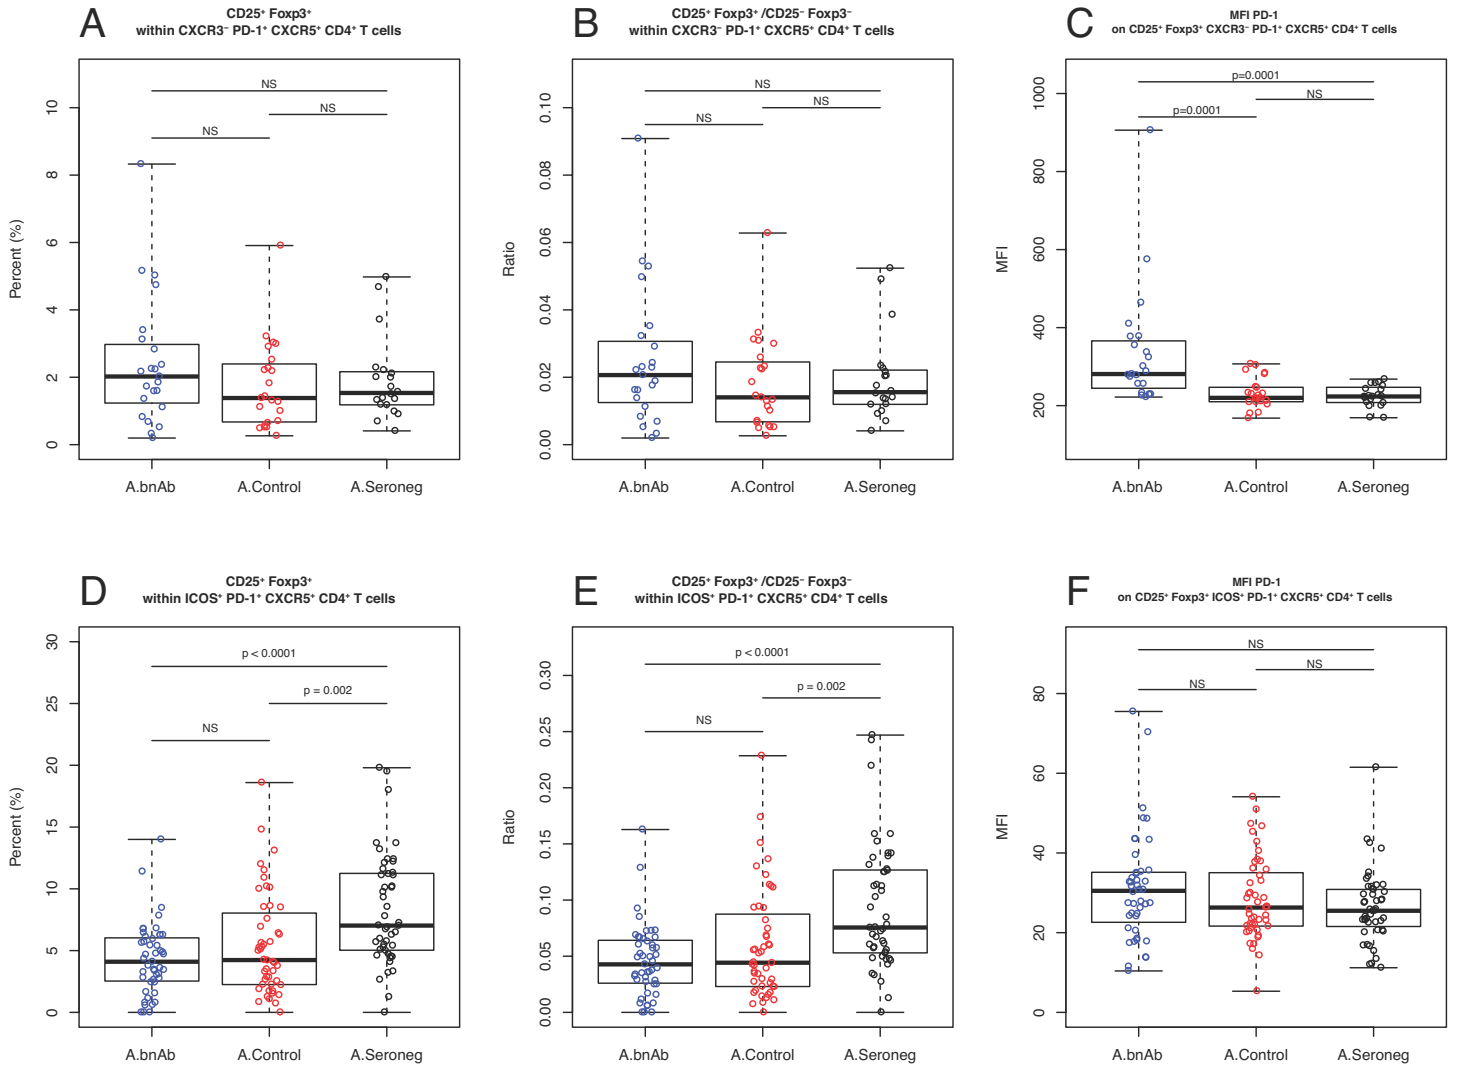 A
CD25⁺ Foxp3⁺
within CXCR3⁻ PD-1⁺ CXCR5⁺ CD4⁺ T cells
Percent (%)
10
8
6
4
2
0
NS
NS
NS
A.bnAb
A.Control
A.Seroneg
B
CD25⁺ Foxp3⁺ /CD25⁻ Foxp3⁻
within CXCR3⁻ PD-1⁺ CXCR5⁺ CD4⁺ T cells
Ratio
0.10
0.08
0.06
0.04
0.02
0.00
NS
NS
NS
A.bnAb
A.Control
A.Seroneg
C
MFI PD-1
on CD25⁺ Foxp3⁺ CXCR3⁻ PD-1⁺ CXCR5⁺ CD4⁺ T cells
MFI
1000
800
600
400
200
p=0.0001
NS
p=0.0001
A.bnAb
A.Control
A.Seroneg
D
CD25⁺ Foxp3⁺
within ICOS⁺ PD-1⁺ CXCR5⁺ CD4⁺ T cells
Percent (%)
30
25
20
15
10
5
0
p < 0.0001
p = 0.002
NS
A.bnAb
A.Control
A.Seroneg
E
CD25⁺ Foxp3⁺ /CD25⁻ Foxp3⁻
within ICOS⁺ PD-1⁺ CXCR5⁺ CD4⁺ T cells
Ratio
0.30
0.25
0.20
0.15
0.10
0.05
0.00
p < 0.0001
p = 0.002
NS
A.bnAb
A.Control
A.Seroneg
F
MFI PD-1
on CD25⁺ Foxp3⁺ ICOS⁺ PD-1⁺ CXCR5⁺ CD4⁺ T cells
MFI
80
60
40
20
0
NS
NS
NS
A.bnAb
A.Control
A.Seroneg